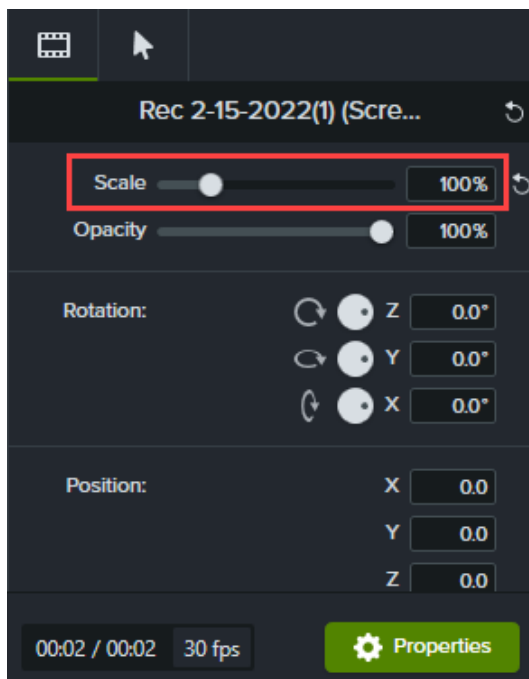 Rec 2-15-2022(1) (Scre...
Scale 100%
Opacity 100%
Rotation: Z 0.0°
Y 0.0°
X 0.0°
Position: X 0.0
Y 0.0
Z 0.0
00:02 / 00:02 30 fps Properties